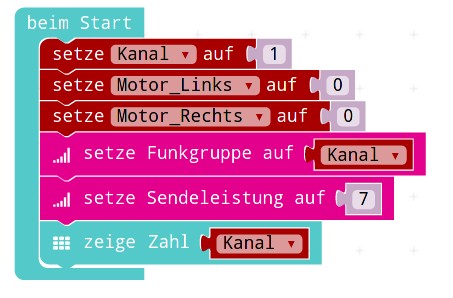 beim Start
setze Kanal auf 1
setze Motor_Links auf 0
setze Motor_Rechts auf 0
setze Funkgruppe auf Kanal
setze Sendeleistung auf 7
zeige Zahl Kanal